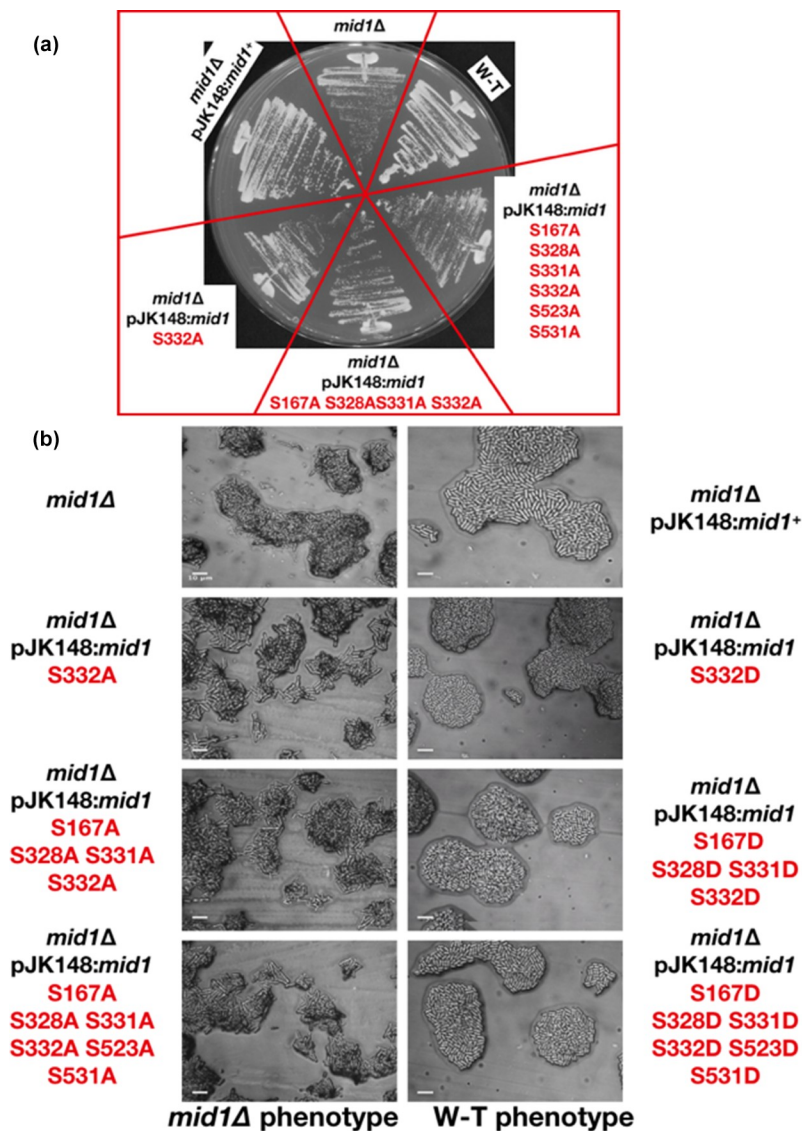 (a)
mid1Δ
mid1Δ
pJK148:mid1+
W-T
mid1Δ
pJK148:mid1
S167A
S328A
S331A
S332A
S523A
S531A
mid1Δ
pJK148:mid1
S332A
mid1Δ
pJK148:mid1
S167A S328AS331A S332A
(b)
mid1Δ
10 µm
mid1Δ
pJK148:mid1+
mid1Δ
pJK148:mid1
S332A
mid1Δ
pJK148:mid1
S332D
mid1Δ
pJK148:mid1
S167A
S328A S331A
S332A
mid1Δ
pJK148:mid1
S167D
S328D S331D
S332D
mid1Δ
pJK148:mid1
S167A
S328A S331A
S332A S523A
S531A
mid1Δ
pJK148:mid1
S167D
S328D S331D
S332D S523D
S531D
mid1Δ phenotype
W-T phenotype